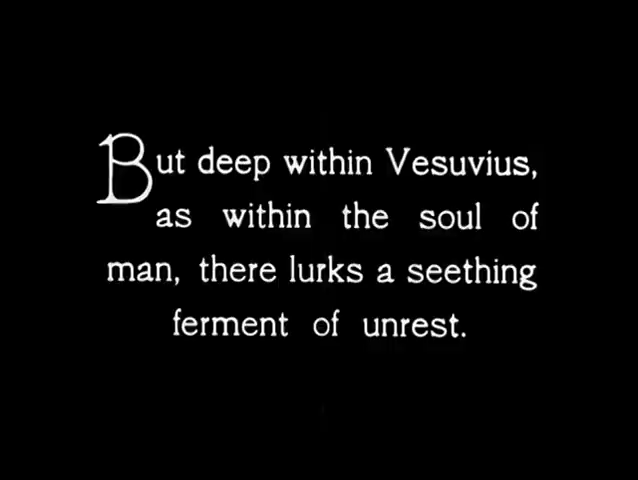 But deep within Vesuvius,
as within the soul of
man, there lurks a seething
ferment of unrest.